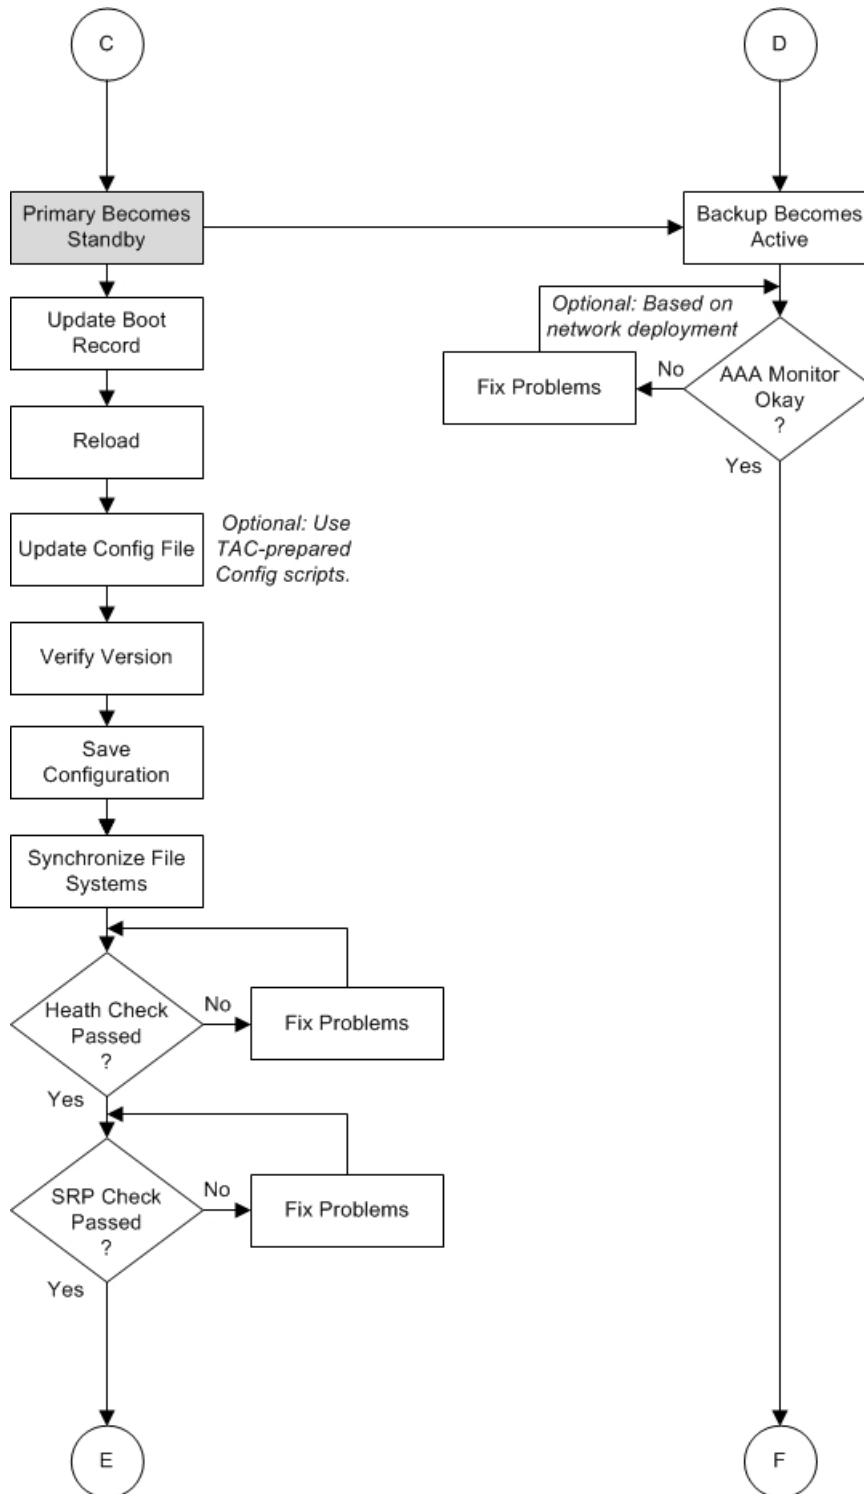 C
D
Primary Becomes
Standby
Backup Becomes
Active
Update Boot
Record
Optional: Based on
network deployment
Fix Problems
No
AAA Monitor
Okay
?
Yes
Reload
Update Config File
Optional: Use
TAC-prepared
Config scripts.
Verify Version
Save
Configuration
Synchronize File
Systems
Heath Check
Passed
?
No
Fix Problems
Yes
SRP Check
Passed
?
No
Fix Problems
Yes
E
F